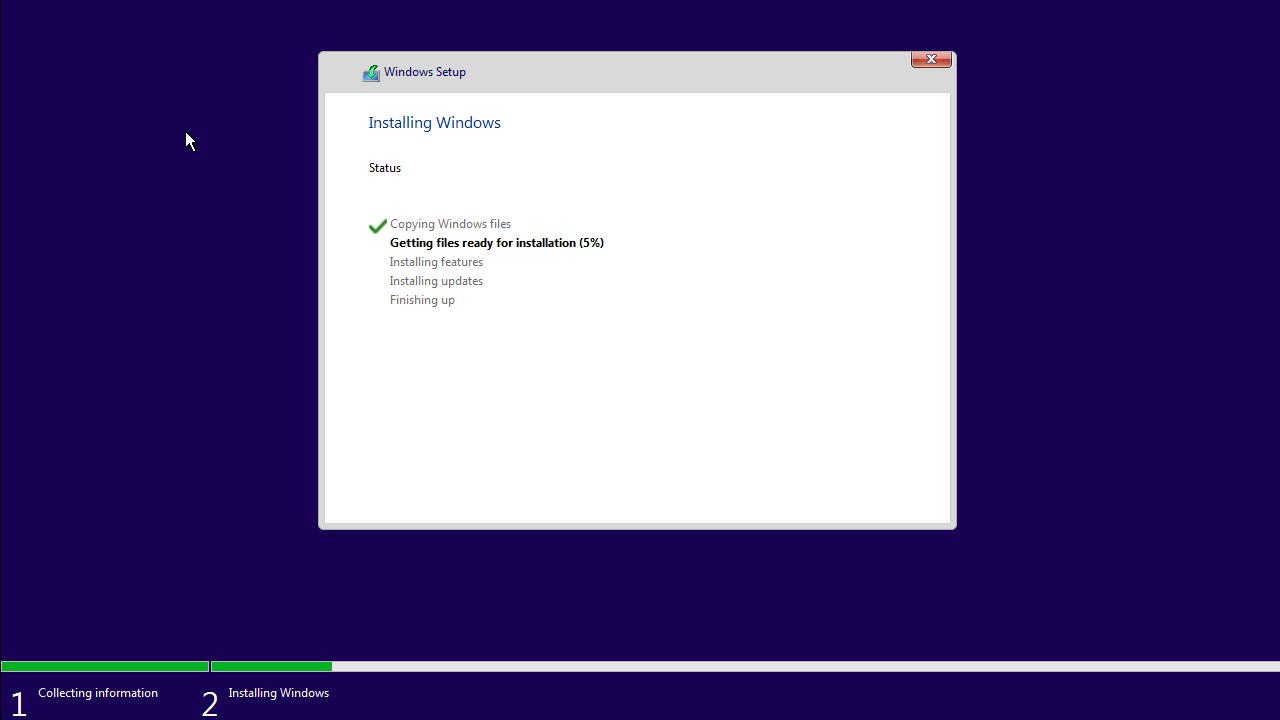 Windows Setup
Installing Windows
Status
Copying Windows files
Getting files ready for installation (5%)
Installing features
Installing updates
Finishing up
1 Collecting information 2 Installing Windows